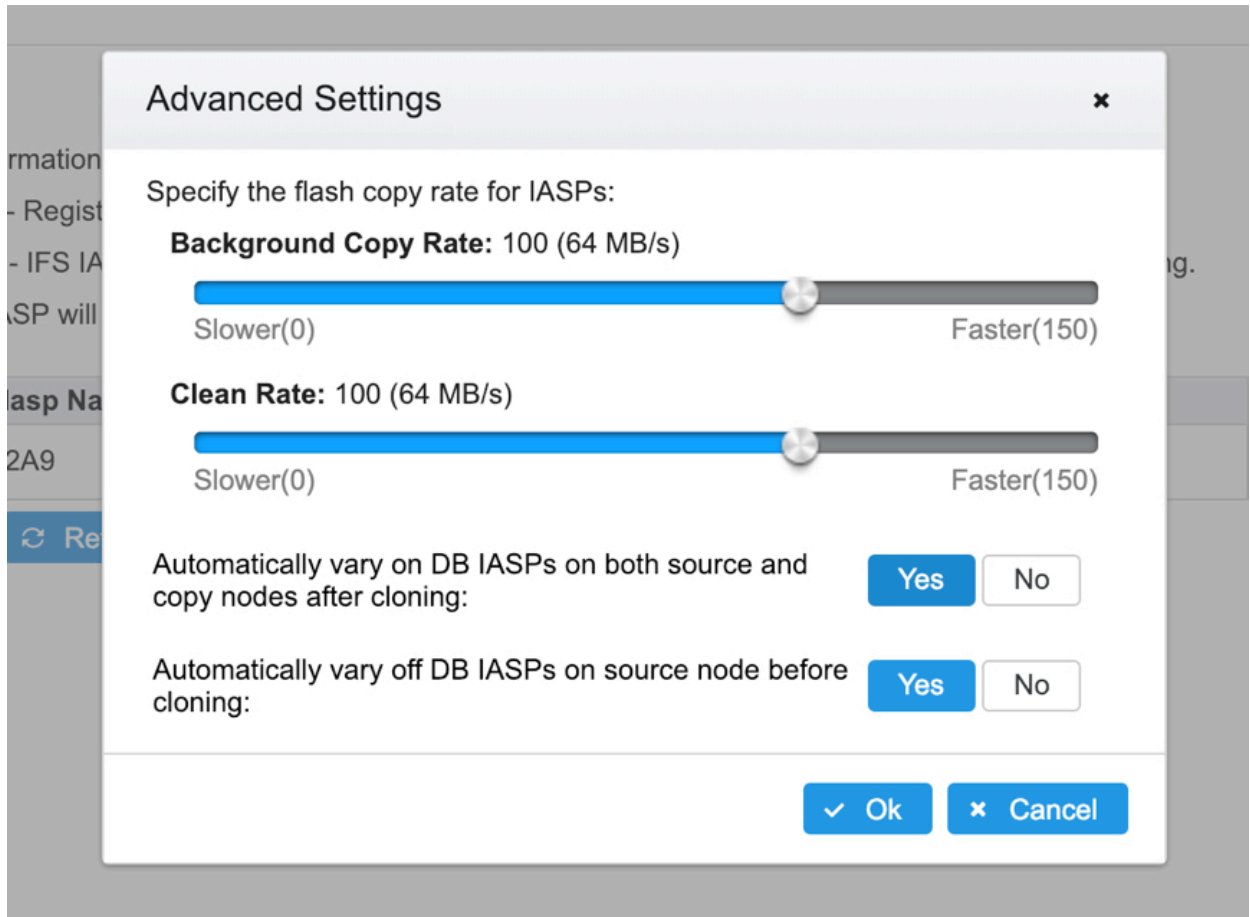 Advanced Settings
rmation
Specify the flash copy rate for IASPs:
- Regist
Background Copy Rate: 100 (64 MB/s)
- IFS IA
ng.
ASP will
Slower(0) Faster(150)
Iasp Na
Clean Rate: 100 (64 MB/s)
2A9
Slower(0) Faster(150)
Re
Automatically vary on DB IASPs on both source and
copy nodes after cloning:
Yes No
Automatically vary off DB IASPs on source node before
cloning:
Yes No
Ok Cancel